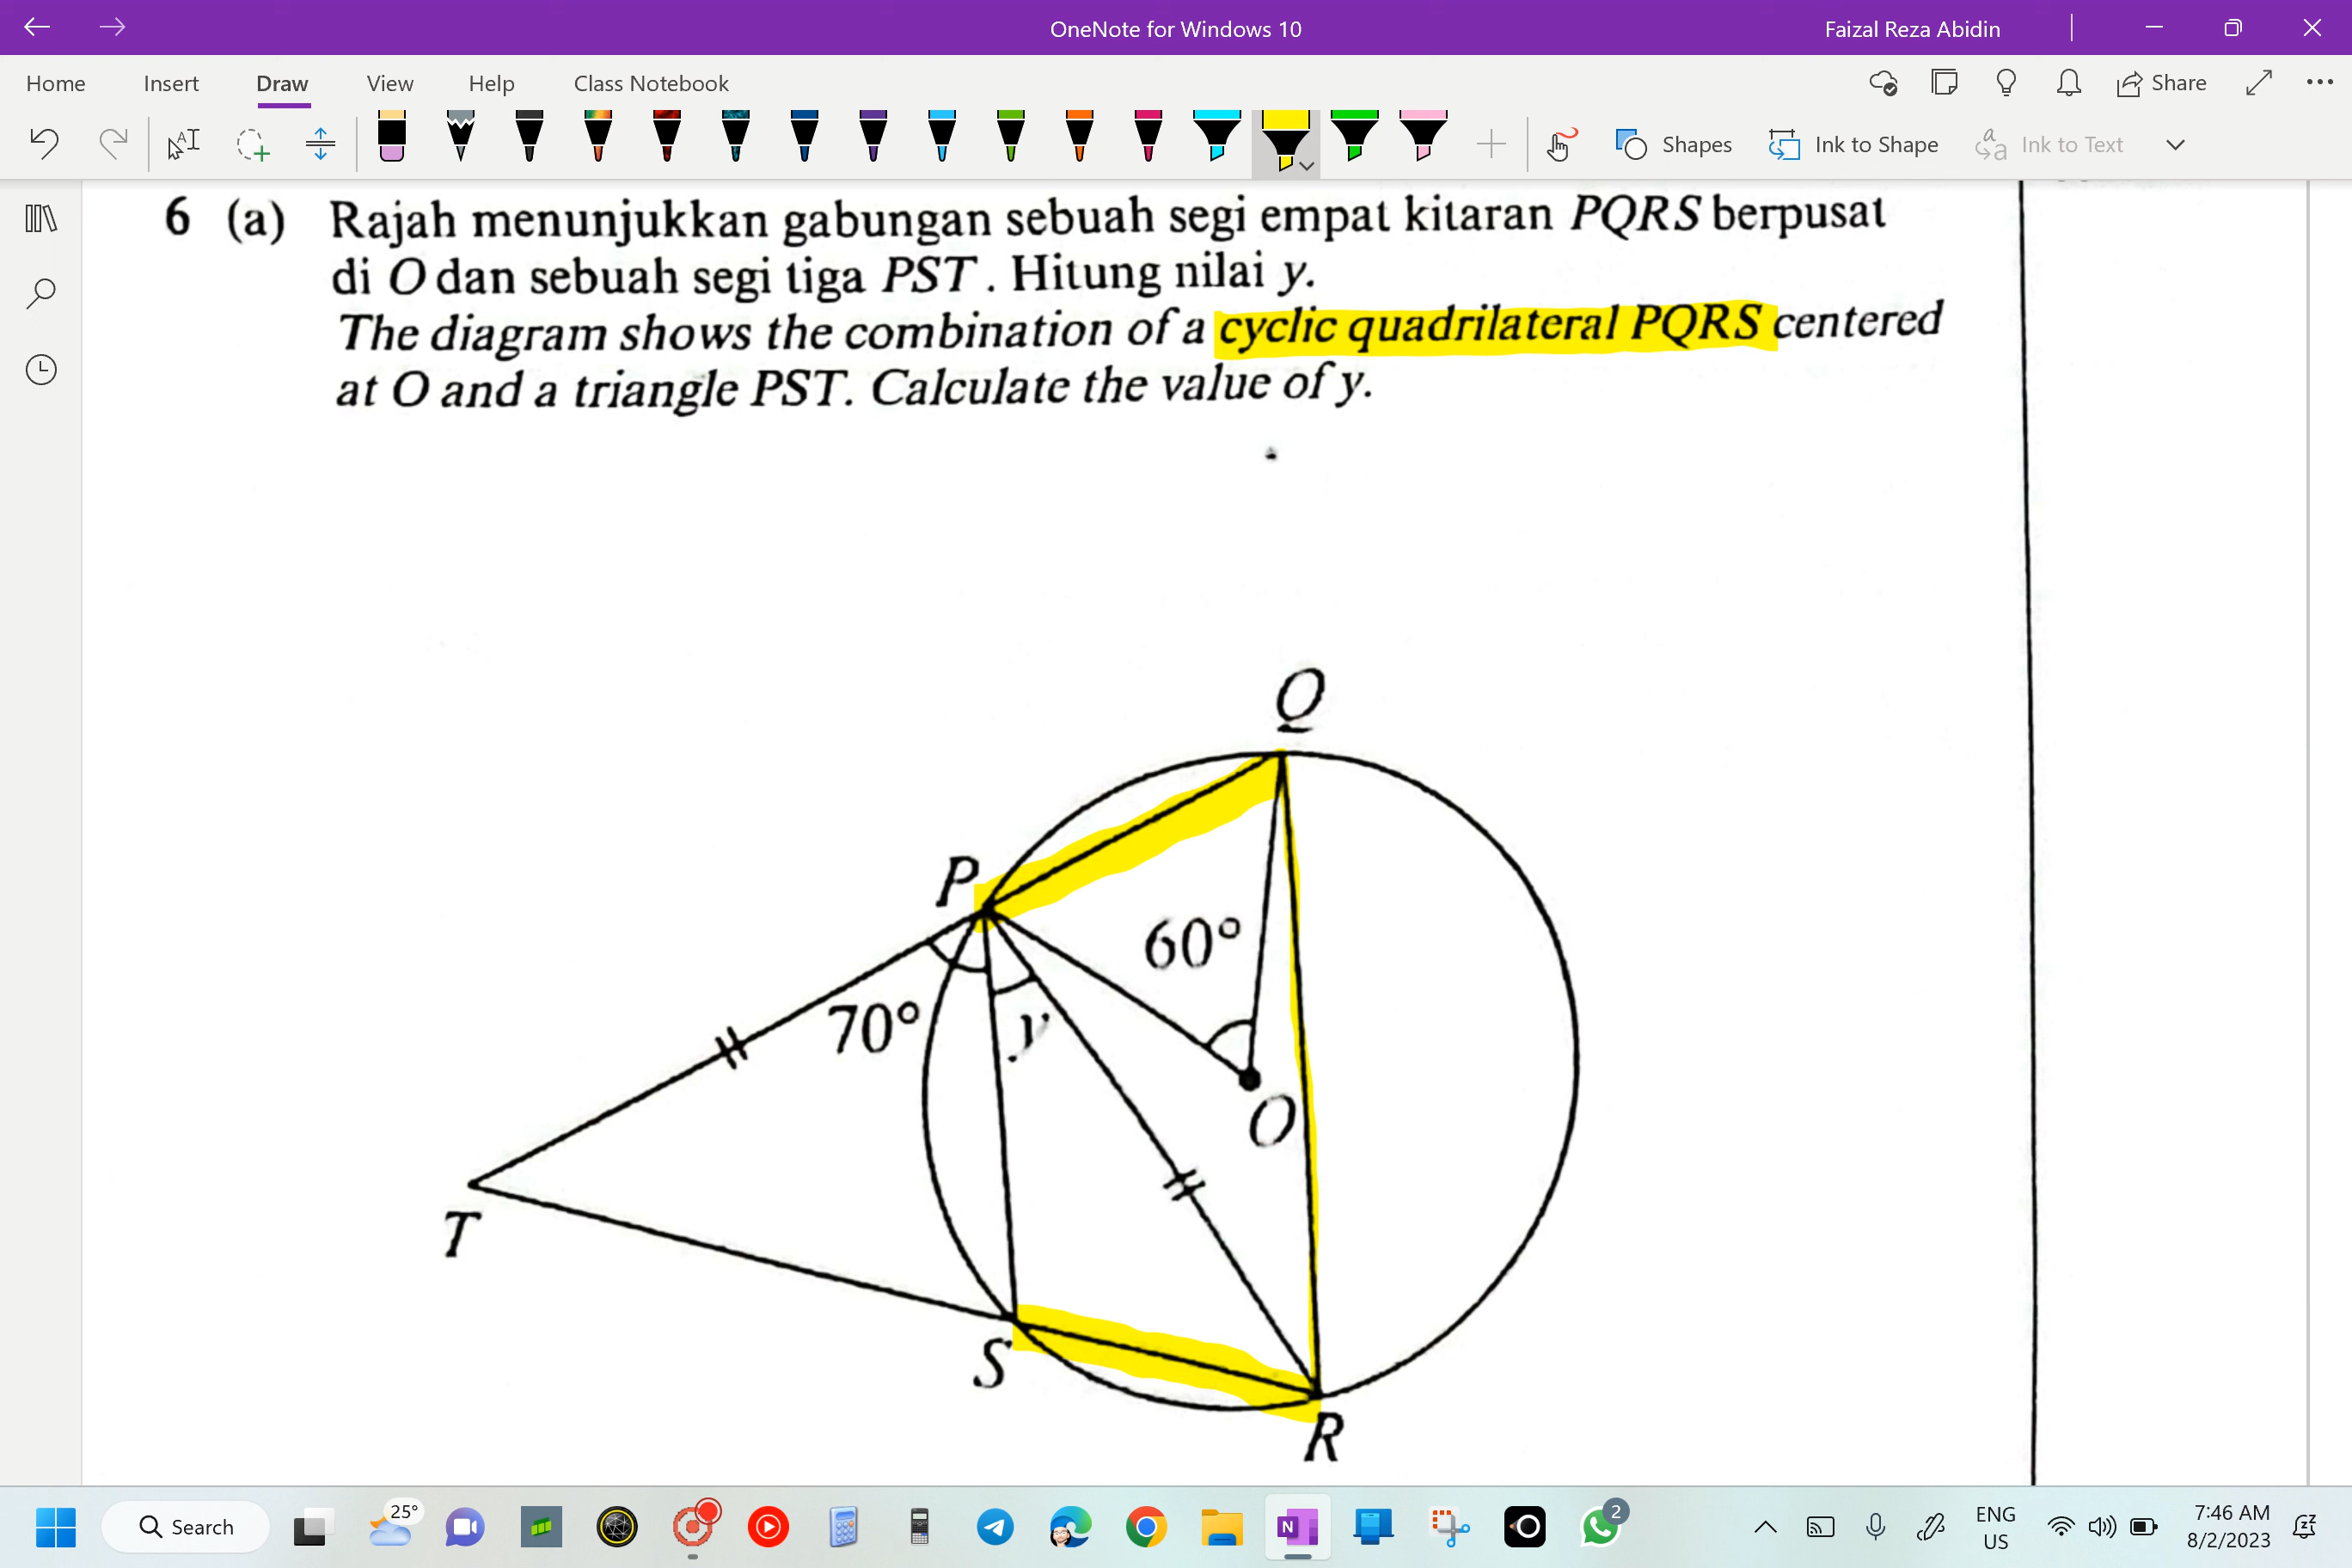 OneNote for Windows 10
Faizal Reza Abidin
Home Insert Draw View Help Class Notebook
Share
Shapes Ink to Shape Ink to Text
6 (a) Rajah menunjukkan gabungan sebuah segi empat kitaran PQRS berpusat
di O dan sebuah segi tiga PST. Hitung nilai y.
The diagram shows the combination of a cyclic quadrilateral PQRS centered
at O and a triangle PST. Calculate the value of y.
Q
P
60°
70°
y
O
T
S
R
Search
25°
2
ENG
US
7:46 AM
8/2/2023